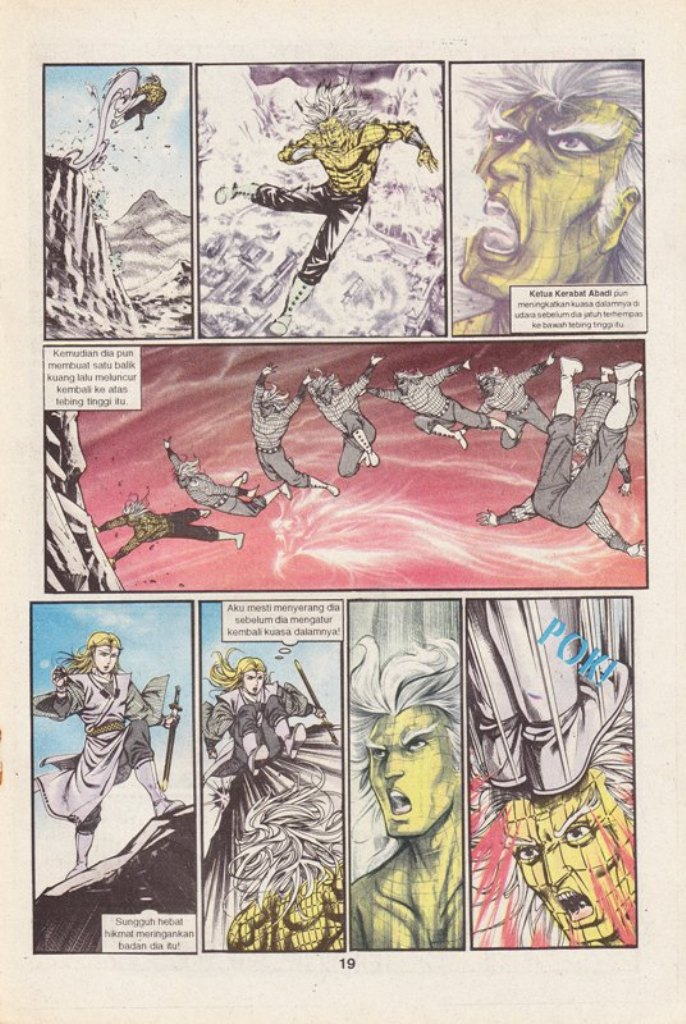 Ketua Kerabat Abadi pun
meningkatkan kuasa dalamnya di
udara sebelum dia jatuh terhempas
ke bawah tebing tinggi itu.
Kemudian dia pun
membuat satu balik
kuang lalu meluncur
kembali ke atas
tebing tinggi itu.
Sungguh hebat
hikmat meringankan
badan dia itu!
Aku mesti menyerang dia
sebelum dia mengatur
kembali kuasa dalamnya!
POK!
19